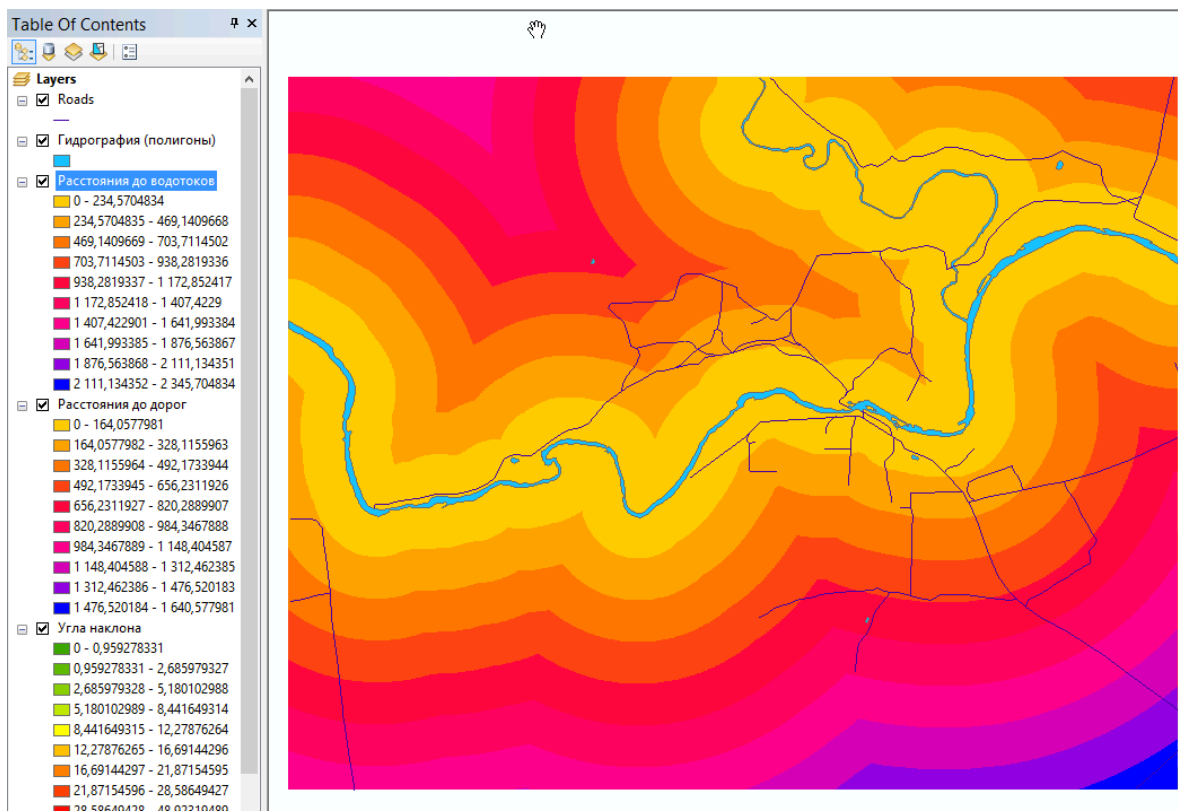 Table Of Contents
Layers
Roads
Гидрография (полигоны)
Расстояния до водотоков
0 - 234,5704834
234,5704835 - 469,1409668
469,1409669 - 703,7114502
703,7114503 - 938,2819336
938,2819337 - 1 172,852417
1 172,852418 - 1 407,4229
1 407,422901 - 1 641,993384
1 641,993385 - 1 876,563867
1 876,563868 - 2 111,134351
2 111,134352 - 2 345,704834
Расстояния до дорог
0 - 164,0577981
164,0577982 - 328,1155963
328,1155964 - 492,1733944
492,1733945 - 656,2311926
656,2311927 - 820,2889907
820,2889908 - 984,3467888
984,3467889 - 1 148,404587
1 148,404588 - 1 312,462385
1 312,462386 - 1 476,520183
1 476,520184 - 1 640,577981
Угла наклона
0 - 0,959278331
0,959278331 - 2,685979327
2,685979328 - 5,180102988
5,180102989 - 8,441649314
8,441649315 - 12,27876264
12,27876265 - 16,69144296
16,69144297 - 21,87154595
21,87154596 - 28,58649427
28,58649428 - 48,92319489